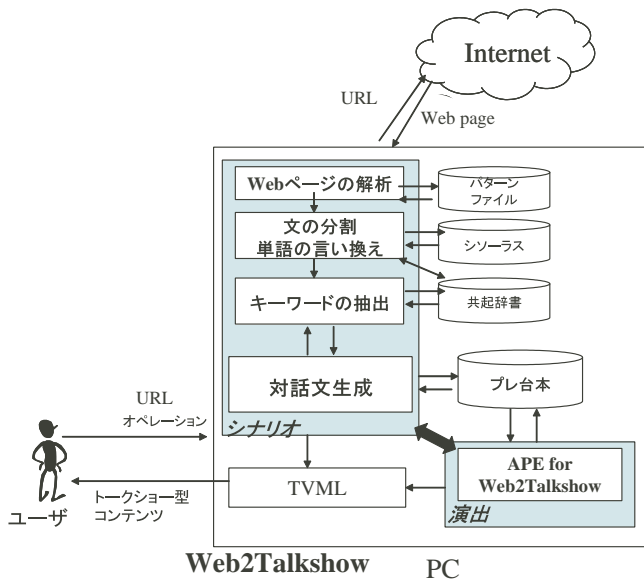 Internet
URL
Web page
Webページの解析
パターン
ファイル
文の分割
単語の言い換え
シソーラス
キーワードの抽出
共起辞書
対話文生成
プレ台本
URL
オペレーション
シナリオ
APE for
Web2Talkshow
TVML
トークショー型
コンテンツ
ユーザ
演出
Web2Talkshow
PC